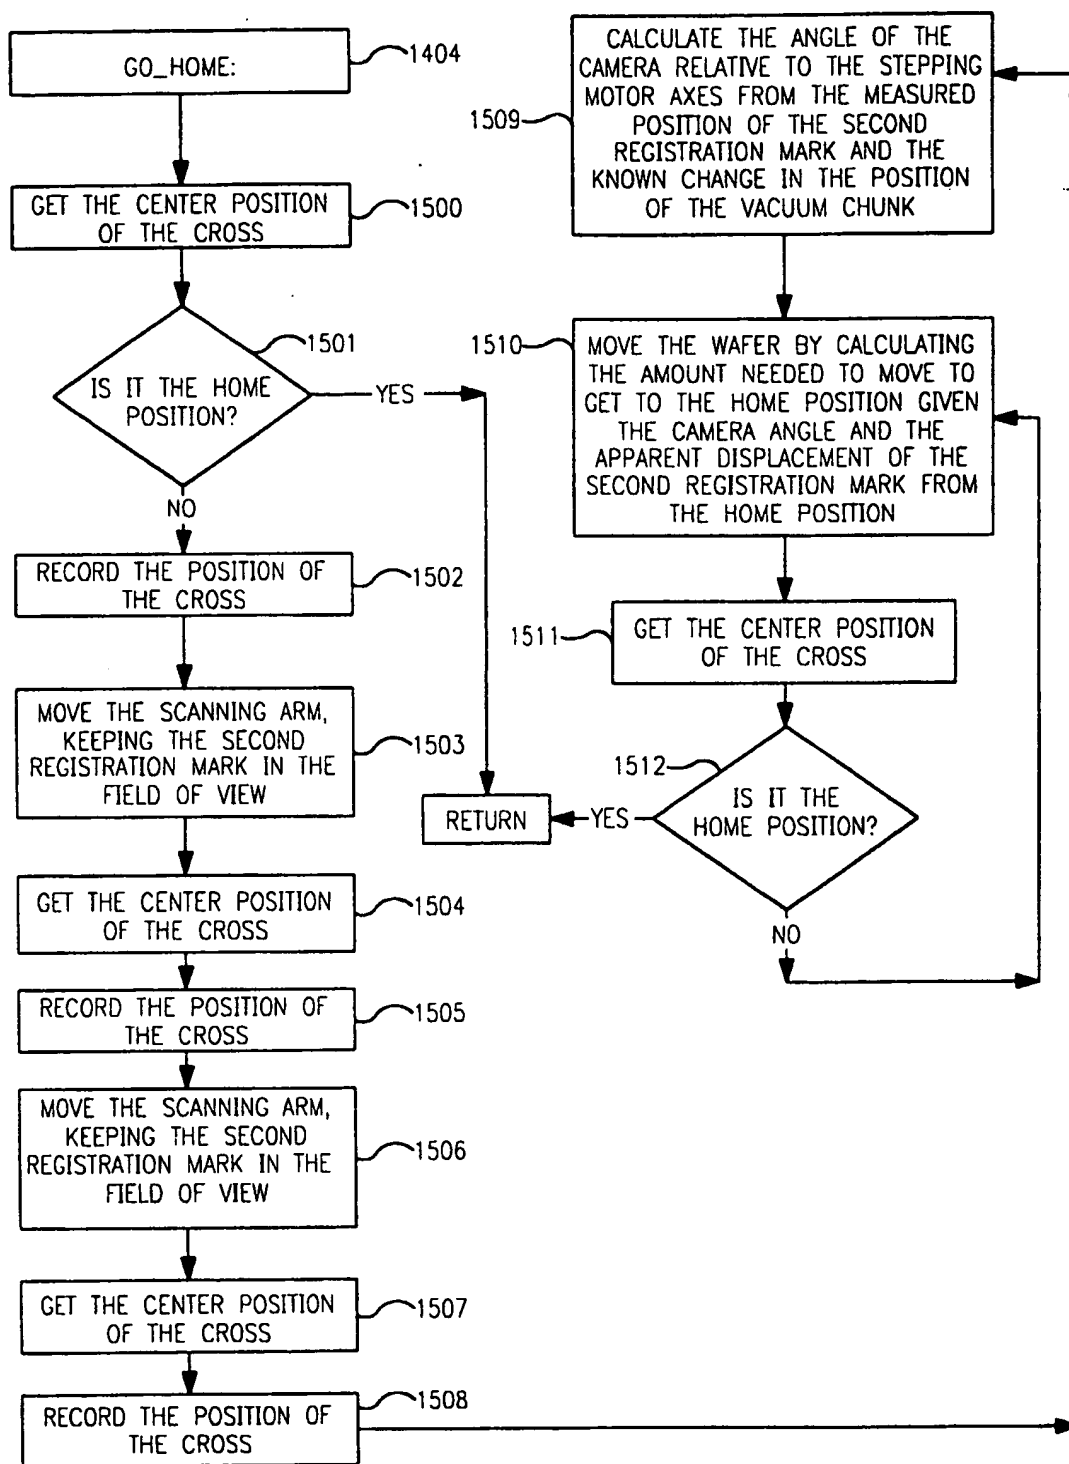 GO_HOME:
1404
GET THE CENTER POSITION
OF THE CROSS
1500
1501
IS IT THE HOME
POSITION?
YES
NO
RECORD THE POSITION OF
THE CROSS
1502
MOVE THE SCANNING ARM,
KEEPING THE SECOND
REGISTRATION MARK IN THE
FIELD OF VIEW
1503
GET THE CENTER POSITION
OF THE CROSS
1504
RECORD THE POSITION OF
THE CROSS
1505
MOVE THE SCANNING ARM,
KEEPING THE SECOND
REGISTRATION MARK IN THE
FIELD OF VIEW
1506
GET THE CENTER POSITION
OF THE CROSS
1507
RECORD THE POSITION OF
THE CROSS
1508
CALCULATE THE ANGLE OF THE
CAMERA RELATIVE TO THE STEPPING
MOTOR AXES FROM THE MEASURED
POSITION OF THE SECOND
REGISTRATION MARK AND THE
KNOWN CHANGE IN THE POSITION
OF THE VACUUM CHUNK
1509
1510
MOVE THE WAFER BY CALCULATING
THE AMOUNT NEEDED TO MOVE TO
GET TO THE HOME POSITION GIVEN
THE CAMERA ANGLE AND THE
APPARENT DISPLACEMENT OF THE
SECOND REGISTRATION MARK FROM
THE HOME POSITION
1511
GET THE CENTER POSITION
OF THE CROSS
1512
IS IT THE
HOME POSITION?
YES
RETURN
NO